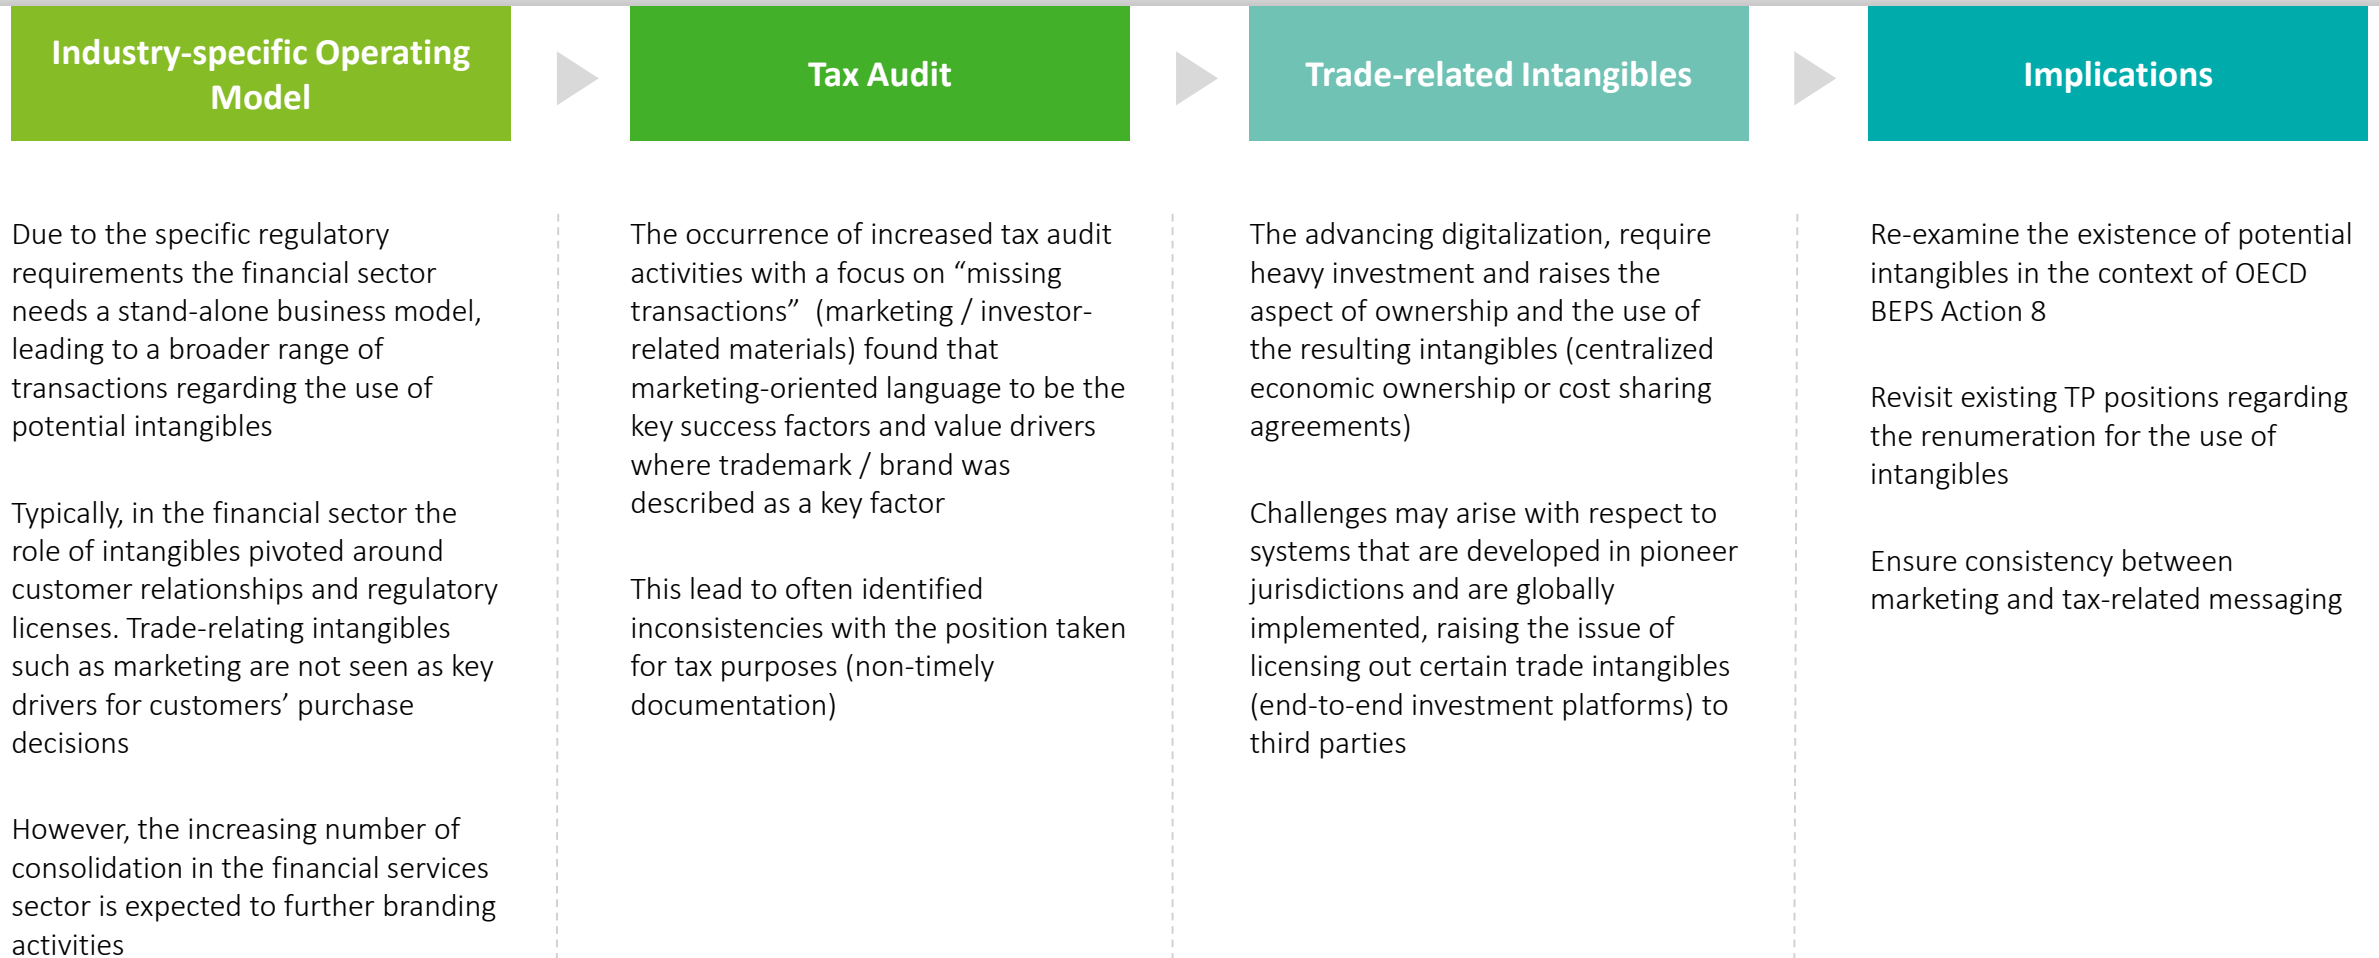 Industry-specific Operating
Model
Tax Audit
Trade-related Intangibles
Implications
Due to the specific regulatory
requirements the financial sector
needs a stand-alone business model,
leading to a broader range of
transactions regarding the use of
potential intangibles
Typically, in the financial sector the
role of intangibles pivoted around
customer relationships and regulatory
licenses. Trade-relating intangibles
such as marketing are not seen as key
drivers for customers’ purchase
decisions
However, the increasing number of
consolidation in the financial services
sector is expected to further branding
activities
The occurrence of increased tax audit
activities with a focus on “missing
transactions”  (marketing / investor-
related materials) found that
marketing-oriented language to be the
key success factors and value drivers
where trademark / brand was
described as a key factor
This lead to often identified
inconsistencies with the position taken
for tax purposes (non-timely
documentation)
The advancing digitalization, require
heavy investment and raises the
aspect of ownership and the use of
the resulting intangibles (centralized
economic ownership or cost sharing
agreements)
Challenges may arise with respect to
systems that are developed in pioneer
jurisdictions and are globally
implemented, raising the issue of
licensing out certain trade intangibles
(end-to-end investment platforms) to
third parties
Re-examine the existence of potential
intangibles in the context of OECD
BEPS Action 8
Revisit existing TP positions regarding
the renumeration for the use of
intangibles
Ensure consistency between
marketing and tax-related messaging